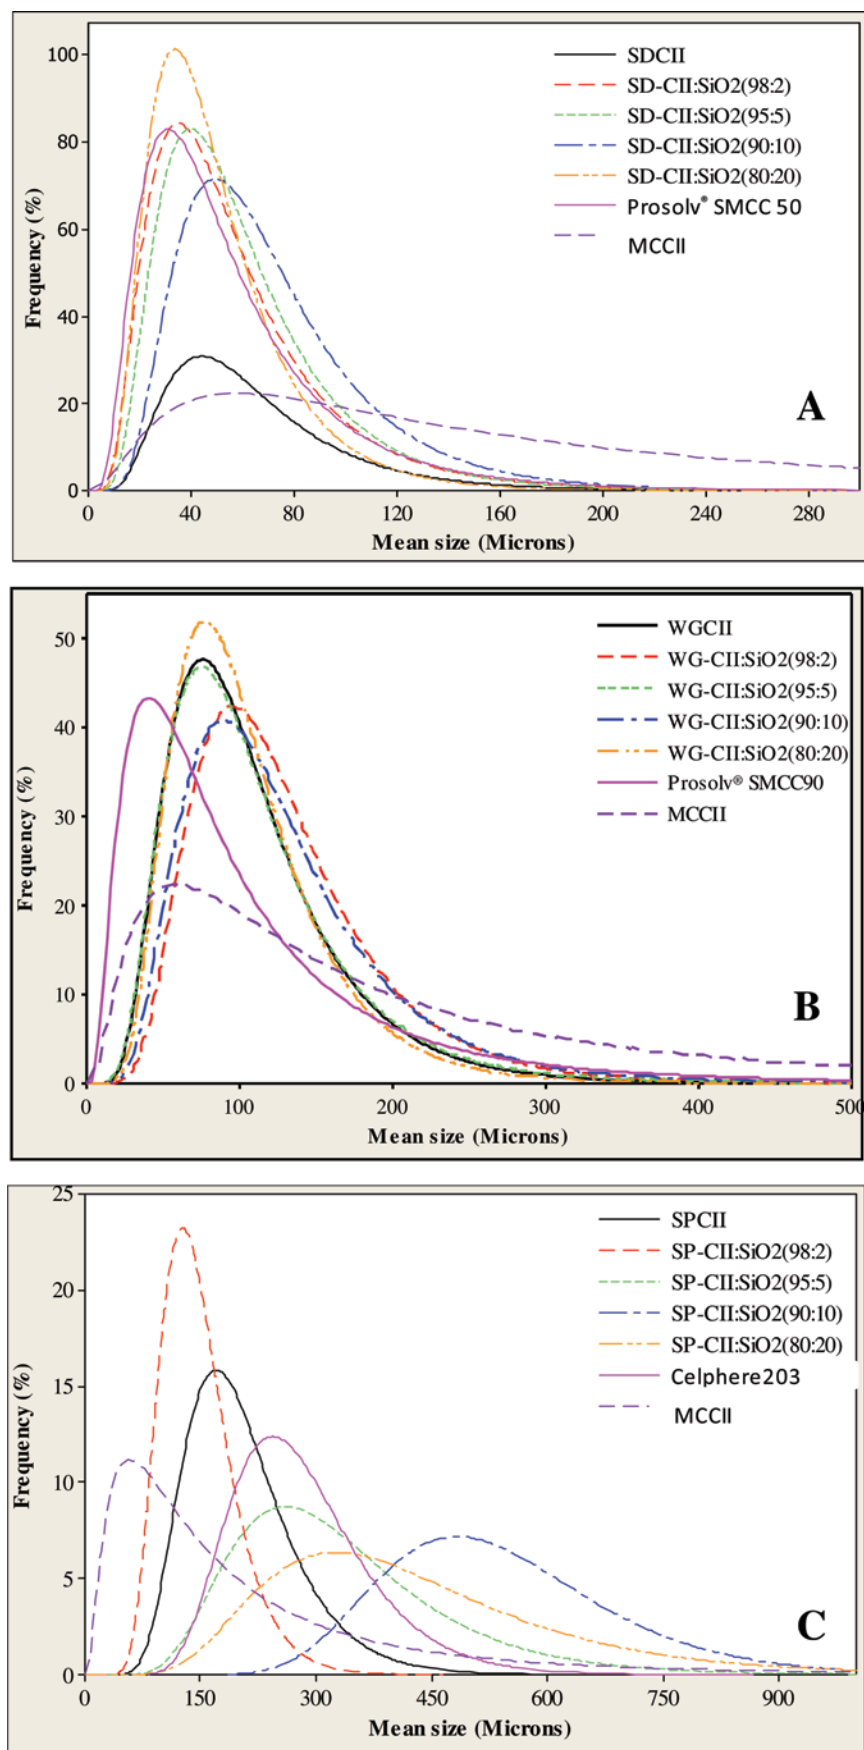 100
80
60
40
20
0
Frequency (%)
SDCII
SD-CII:SiO2(98:2)
SD-CII:SiO2(95:5)
SD-CII:SiO2(90:10)
SD-CII:SiO2(80:20)
Prosolv® SMCC 50
MCCII
A
0 40 80 120 160 200 240 280
Mean size (Microns)
50
40
30
20
10
0
Frequency (%)
WGCII
WG-CII:SiO2(98:2)
WG-CII:SiO2(95:5)
WG-CII:SiO2(90:10)
WG-CII:SiO2(80:20)
Prosolv® SMCC90
MCCII
B
0 100 200 300 400 500
Mean size (Microns)
25
20
15
10
5
0
Frequency (%)
SPCII
SP-CII:SiO2(98:2)
SP-CII:SiO2(95:5)
SP-CII:SiO2(90:10)
SP-CII:SiO2(80:20)
Celphere203
MCCII
C
0 150 300 450 600 750 900
Mean size (Microns)